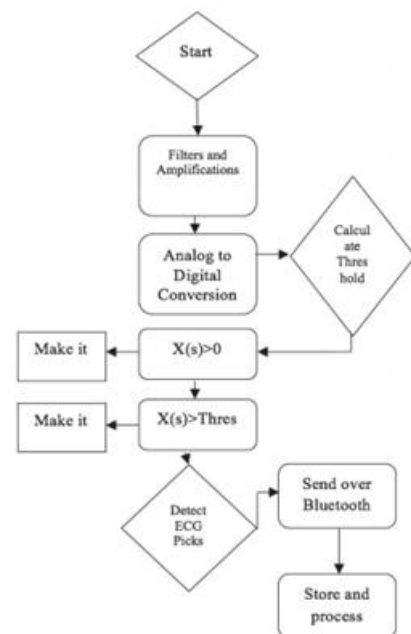 Start
Filters and
Amplifications
Analog to
Digital
Conversion
Calcul
ate
Thres
hold
Make it
X(s)>0
Make it
X(s)>Thres
Detect
ECG
Picks
Send over
Bluetooth
Store and
process